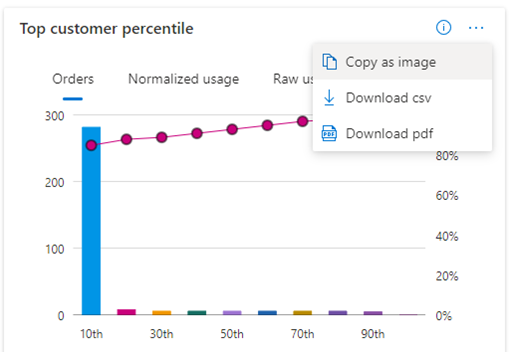 Top customer percentile
Copy as image
Orders Normalized usage Raw us
Download csv
PDF Download pdf
300
200
100
0
80%
60%
40%
20%
0%
10th 30th 50th 70th 90th